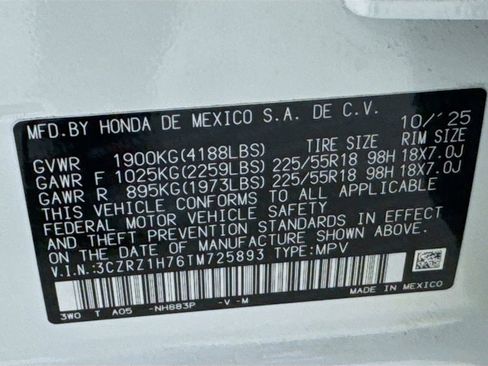 MFD.BY HONDA DE MEXICO S.A. DE C.V. 10/'25
TIRE SIZE RIM SIZE
GVWR 1900KG(4188LBS)
GAWR F 1025KG(2259LBS) 225/55R18 98H 18X7.0J
GAWR R 895KG(1973LBS) 225/55R18 98H 18X7.0J
THIS VEHICLE CONFORMS TO ALL APPLICABLE
FEDERAL MOTOR VEHICLE SAFETY
AND THEFT PREVENTION STANDARDS IN EFFECT ON THE
DATE OF MANUFACTURE SHOWN ABOVE.
V.I.N.:3CZRZ1H76TM725893 TYPE:MPV
3W0 T A05 -NH883P -V -M MADE IN MEXICO